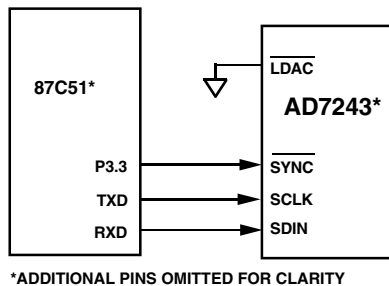 87C51*
LDAC
AD7243*
P3.3
SYNC
TXD
SCLK
RXD
SDIN
*ADDITIONAL PINS OMITTED FOR CLARITY